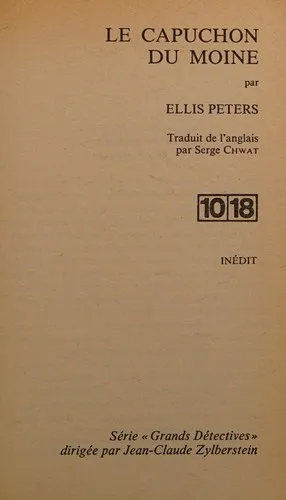 LE CAPUCHON
DU MOINE
par
ELLIS PETERS
Traduit de l'anglais
par Serge CHWAT
10|18
INÉDIT
Série « Grands Détectives »
dirigée par Jean-Claude Zylberstein